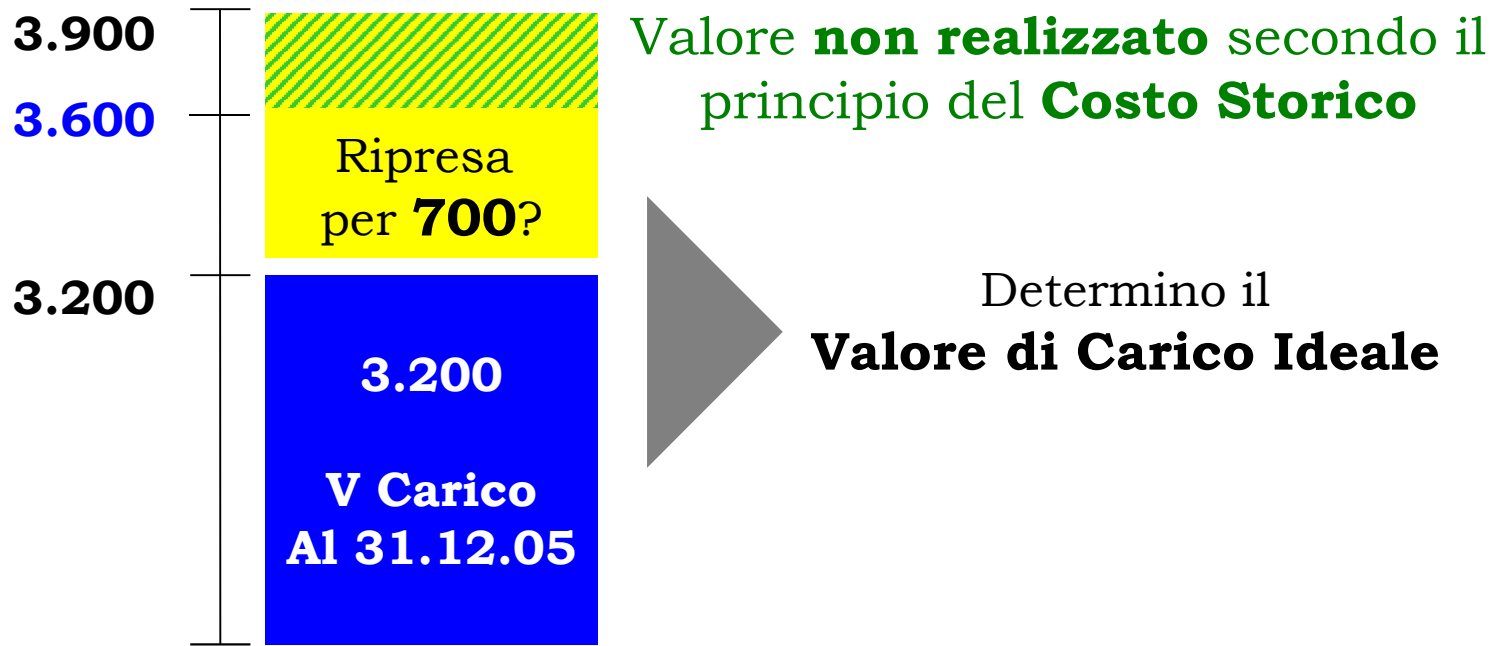 3.900
3.600
3.200
Ripresa
per 700?
3.200
V Carico
Al 31.12.05
Valore non realizzato secondo il
principio del Costo Storico
Determino il
Valore di Carico Ideale